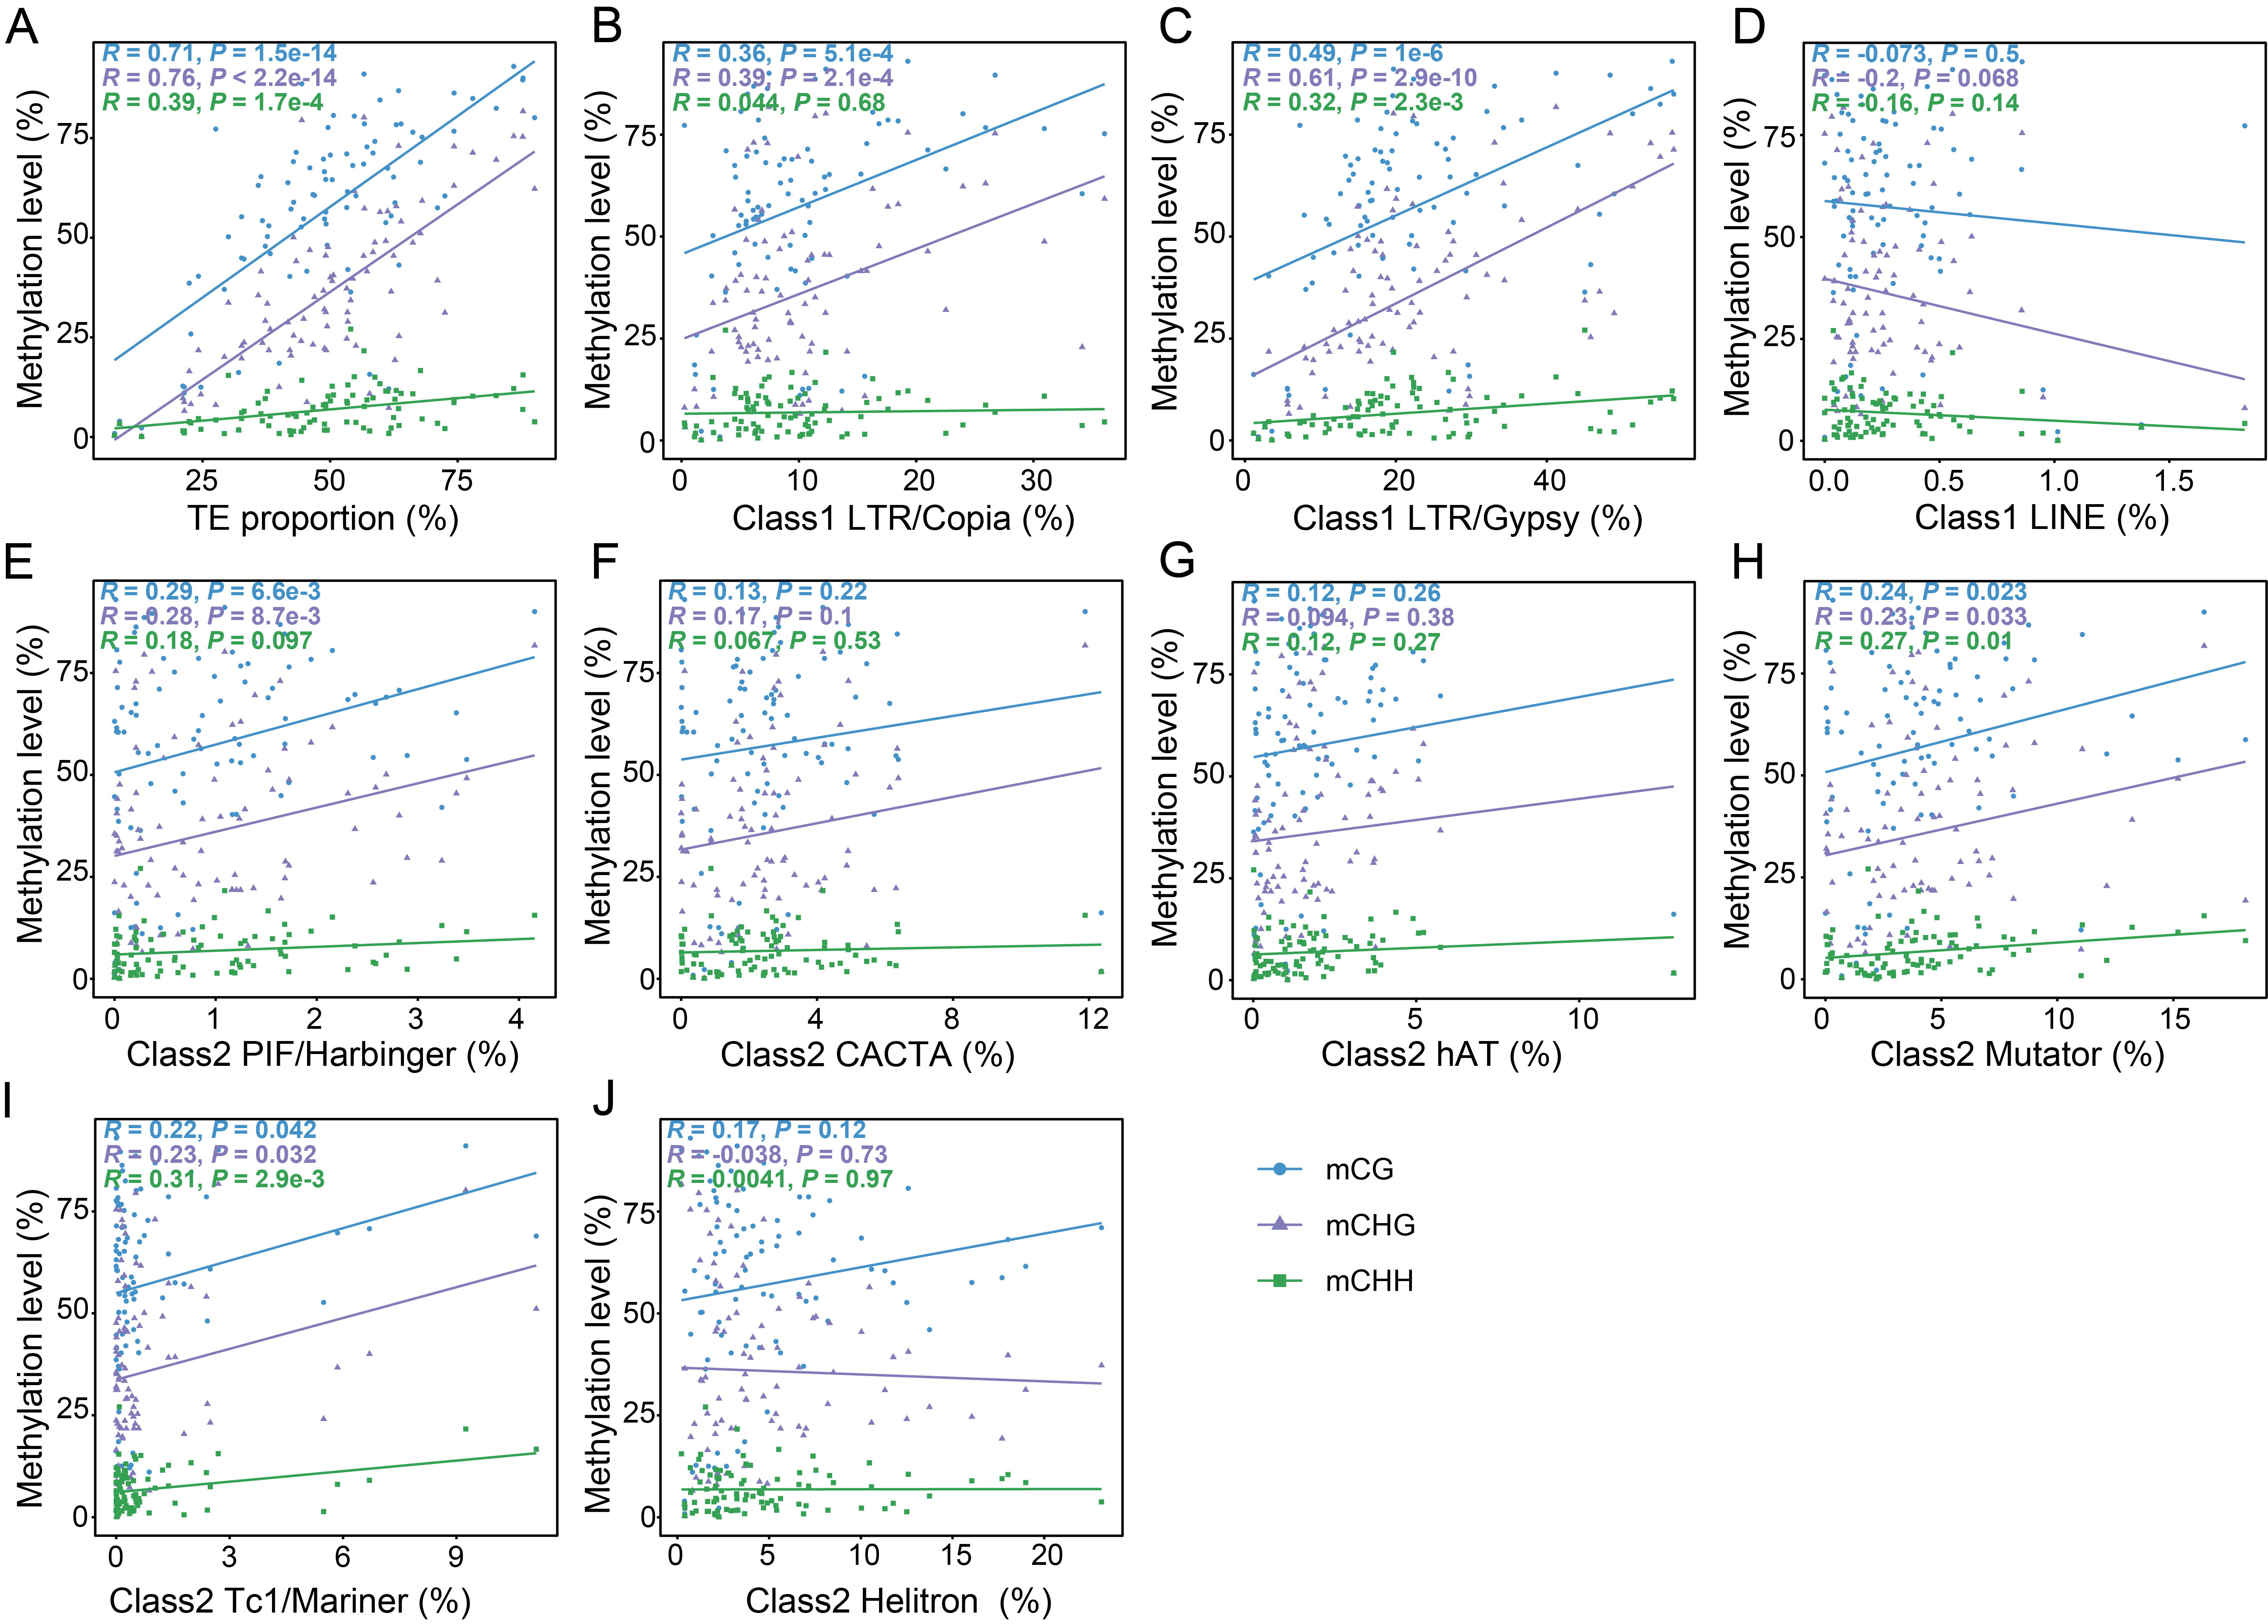 A
R = 0.71, P = 1.5e-14
R = 0.76, P < 2.2e-14
R = 0.39, P = 1.7e-4
Methylation level (%)
75
50
25
0
25 50 75
TE proportion (%)
B
R = 0.36, P = 5.1e-4
R = 0.39, P = 2.1e-4
R = 0.044, P = 0.68
Methylation level (%)
75
50
25
0
0 10 20 30
Class1 LTR/Copia (%)
C
R = 0.49, P = 1e-6
R = 0.61, P = 2.9e-10
R = 0.32, P = 2.3e-3
Methylation level (%)
75
50
25
0
0 20 40
Class1 LTR/Gypsy (%)
D
R = -0.073, P = 0.5
R = -0.2, P = 0.068
R = -0.16, P = 0.14
Methylation level (%)
75
50
25
0
0.0 0.5 1.0 1.5
Class1 LINE (%)
E
R = 0.29, P = 6.6e-3
R = 0.28, P = 8.7e-3
R = 0.18, P = 0.097
Methylation level (%)
75
50
25
0
0 1 2 3 4
Class2 PIF/Harbinger (%)
F
R = 0.13, P = 0.22
R = 0.17, P = 0.1
R = 0.067, P = 0.53
Methylation level (%)
75
50
25
0
0 4 8 12
Class2 CACTA (%)
G
R = 0.12, P = 0.26
R = 0.094, P = 0.38
R = 0.12, P = 0.27
Methylation level (%)
75
50
25
0
0 5 10
Class2 hAT (%)
H
R = 0.24, P = 0.023
R = 0.23, P = 0.033
R = 0.27, P = 0.01
Methylation level (%)
75
50
25
0
0 5 10 15
Class2 Mutator (%)
I
R = 0.22, P = 0.042
R = 0.23, P = 0.032
R = 0.31, P = 2.9e-3
Methylation level (%)
75
50
25
0
0 3 6 9
Class2 Tc1/Mariner (%)
J
R = 0.17, P = 0.12
R = -0.038, P = 0.73
R = 0.0041, P = 0.97
Methylation level (%)
75
50
25
0
0 5 10 15 20
Class2 Helitron (%)
mCG
mCHG
mCHH